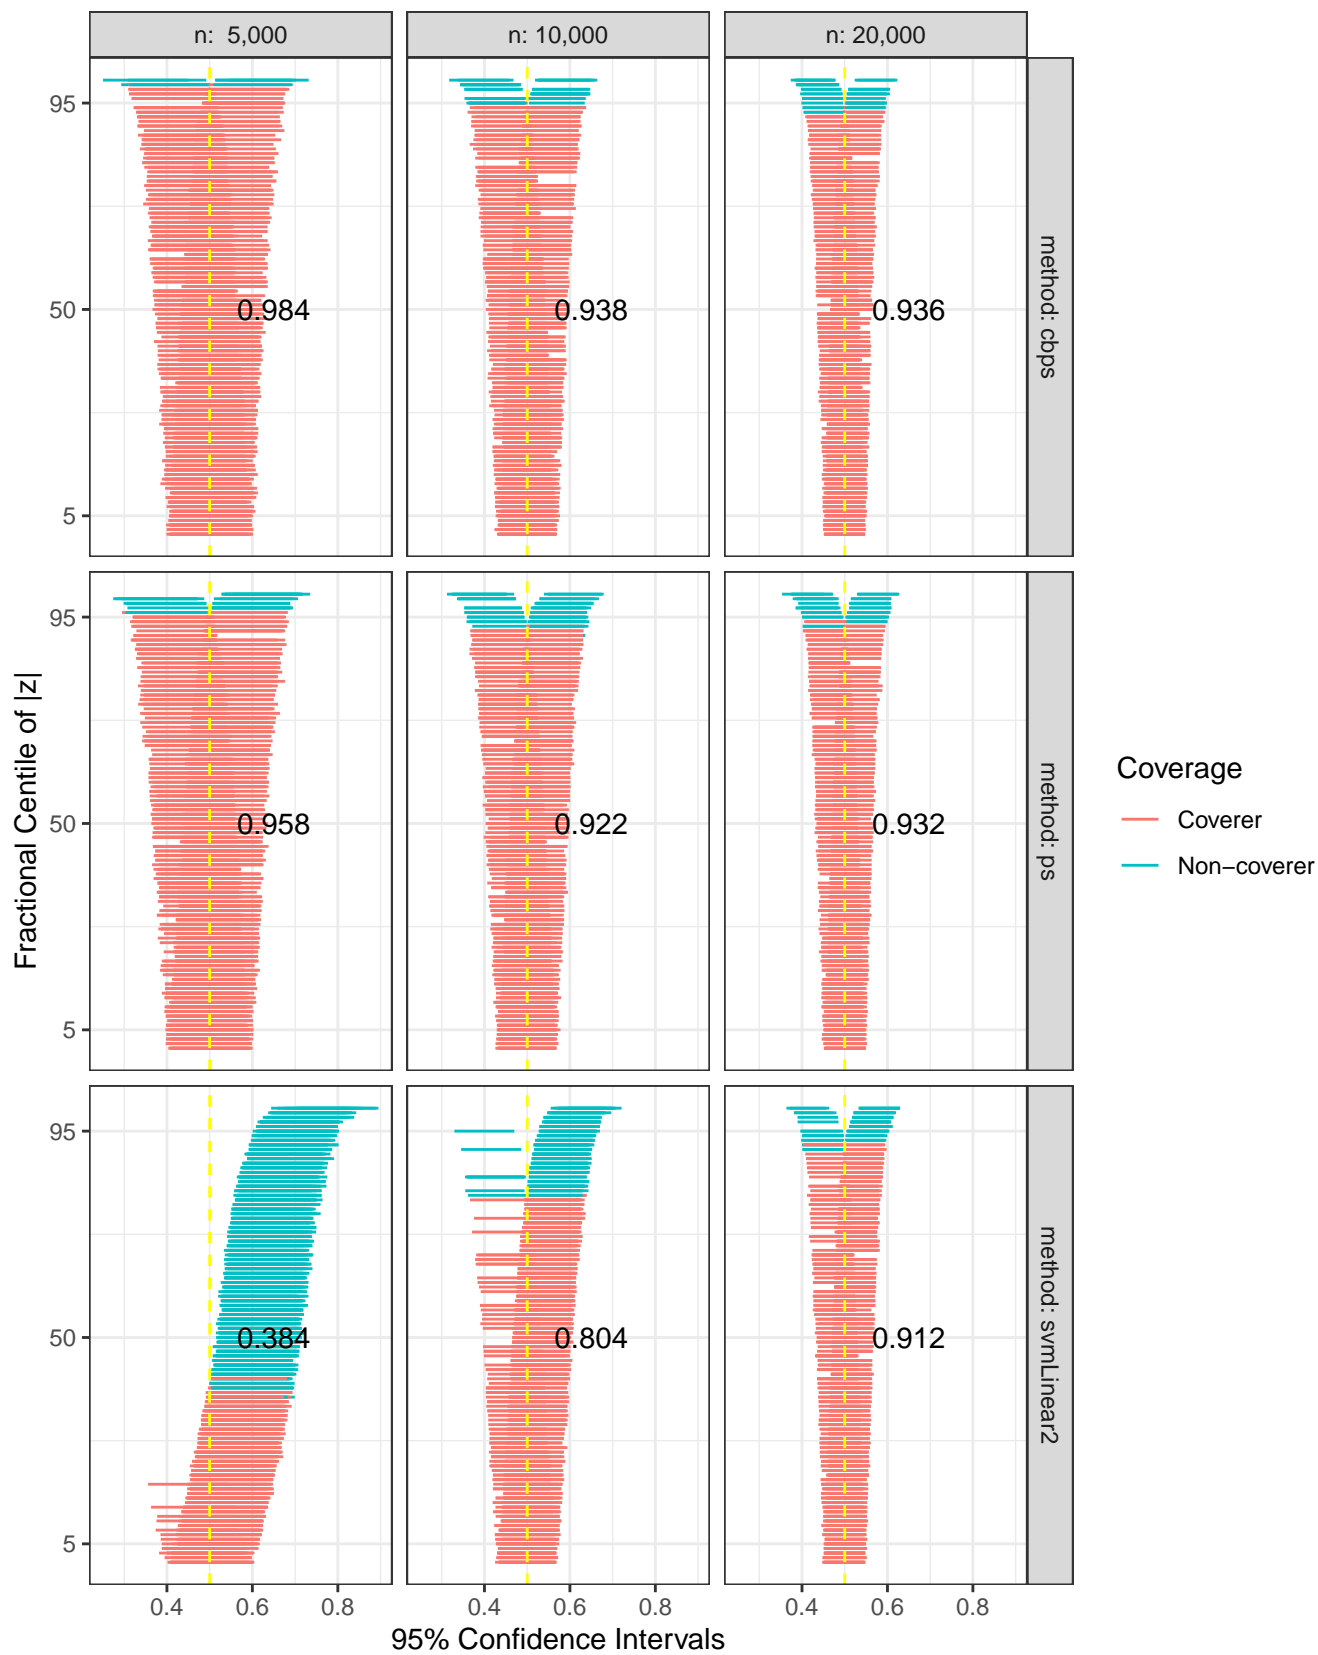 n:  5,000
n: 10,000
n: 20,000
95
50
5
0.984
0.938
0.936
method: cbps
95
50
5
0.958
0.922
0.932
method: ps
95
50
5
0.384
0.804
0.912
method: svmLinear2
0.4 0.6 0.8
0.4 0.6 0.8
0.4 0.6 0.8
95% Confidence Intervals
Fractional Centile of |z|
Coverage
Coverer
Non−coverer